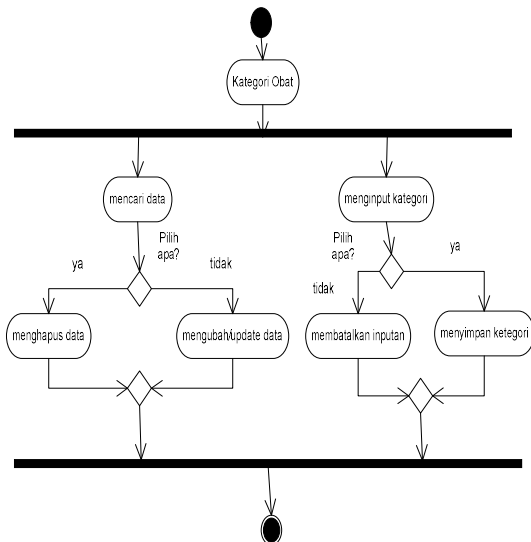 Kategori Obat
mencari data
menginput kategori
Pilih
apa?
ya
tidak
Pilih
apa?
tidak
ya
menghapus data
mengubah/update data
membatalkan inputan
menyimpan ketegori